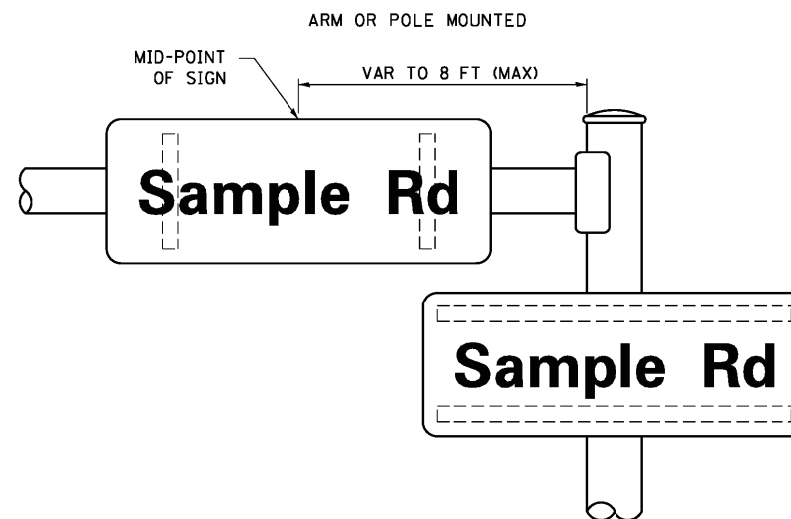 ARM OR POLE MOUNTED
MID-POINT
OF SIGN
VAR TO 8 FT (MAX)
Sample Rd
Sample Rd